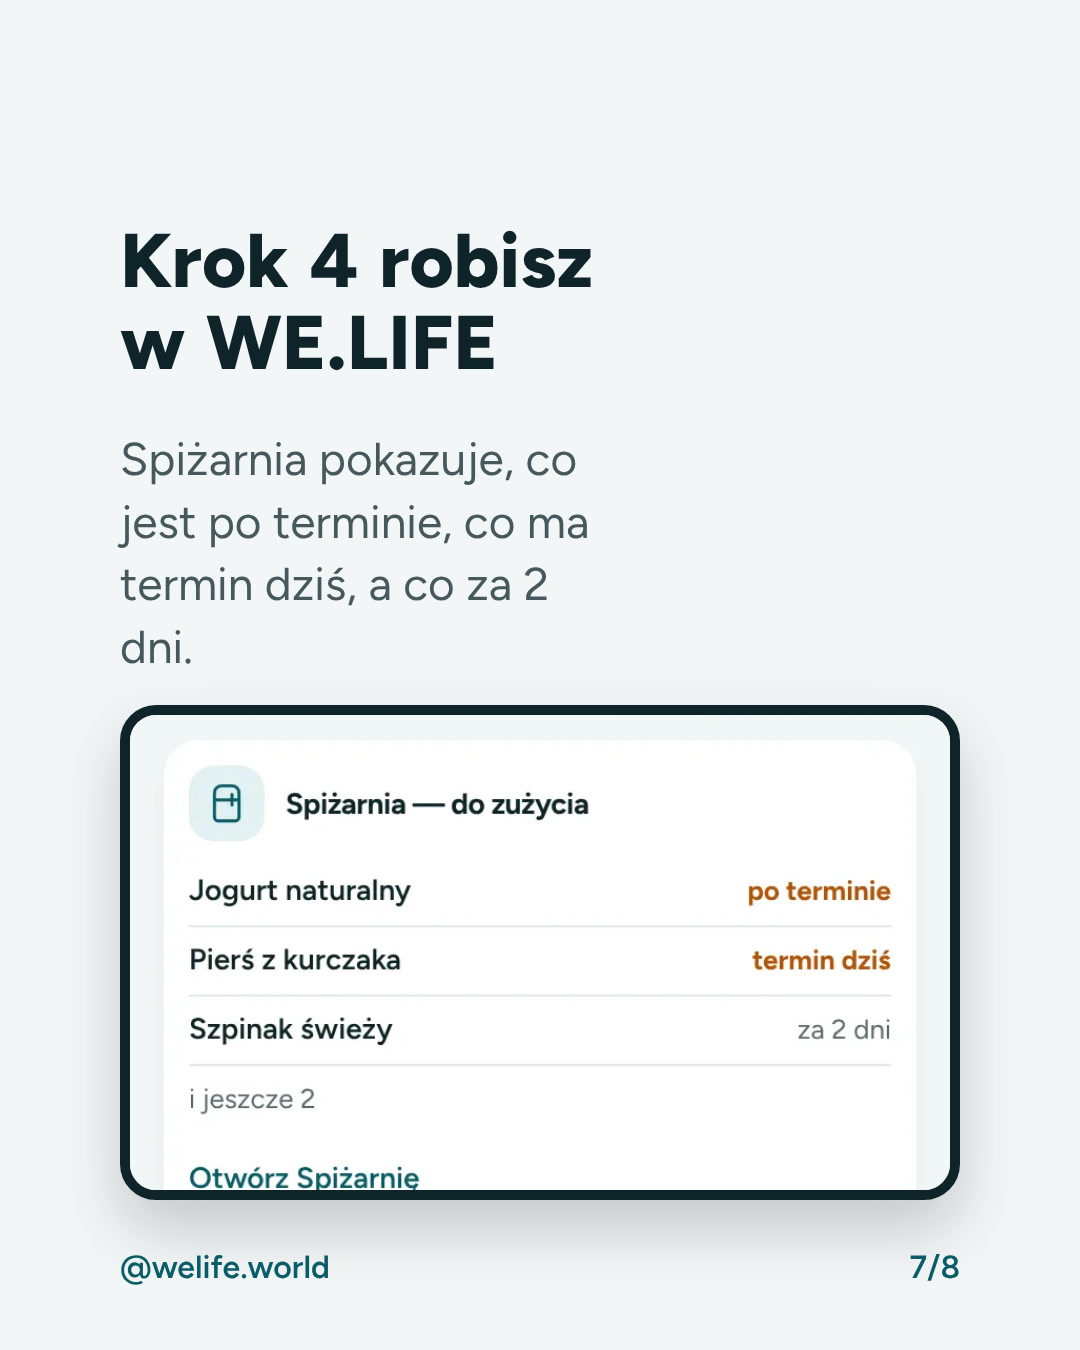 Krok 4 robisz
w WE.LIFE
Spiżarnia pokazuje, co
jest po terminie, co ma
termin dziś, a co za 2
dni.
Spiżarnia — do zużycia
Jogurt naturalny po terminie
Pierś z kurczaka termin dziś
Szpinak świeży za 2 dni
i jeszcze 2
Otwórz Spiżarnię
@welife.world 7/8